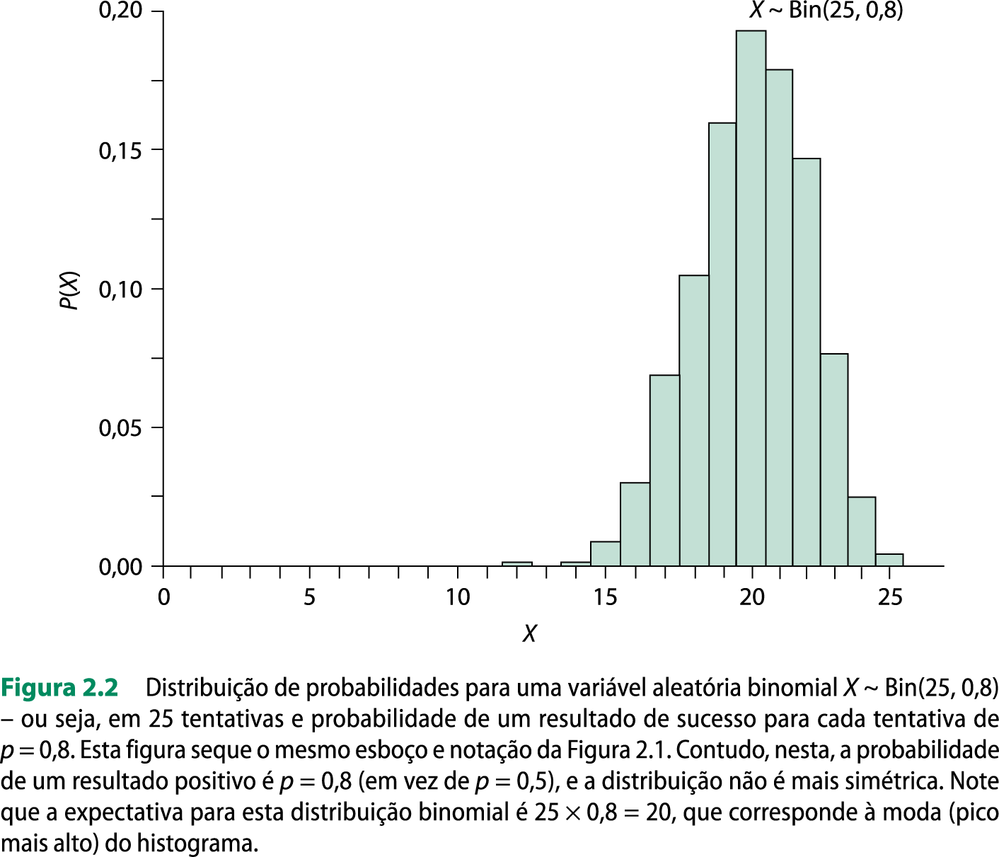 X ~ Bin(25, 0,8)
0,20
0,15
0,10
0,05
0,00
P(X)
0 5 10 15 20 25
X
Figura 2.2 Distribuição de probabilidades para uma variável aleatória binomial X ~ Bin(25, 0,8)
– ou seja, em 25 tentativas e probabilidade de um resultado de sucesso para cada tentativa de
p = 0,8. Esta figura seque o mesmo esboço e notação da Figura 2.1. Contudo, nesta, a probabilidade
de um resultado positivo é p = 0,8 (em vez de p = 0,5), e a distribuição não é mais simétrica. Note
que a expectativa para esta distribuição binomial é 25 × 0,8 = 20, que corresponde à moda (pico
mais alto) do histograma.